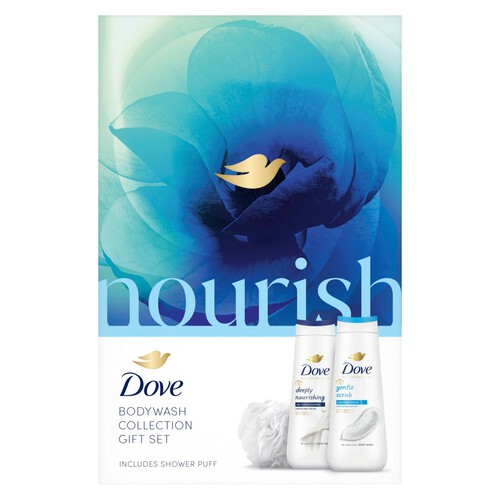 nourish
Dove
BODYWASH
COLLECTION
GIFT SET
INCLUDES SHOWER PUFF
Dove
deeply
nourishing
Dove
gentle
scrub